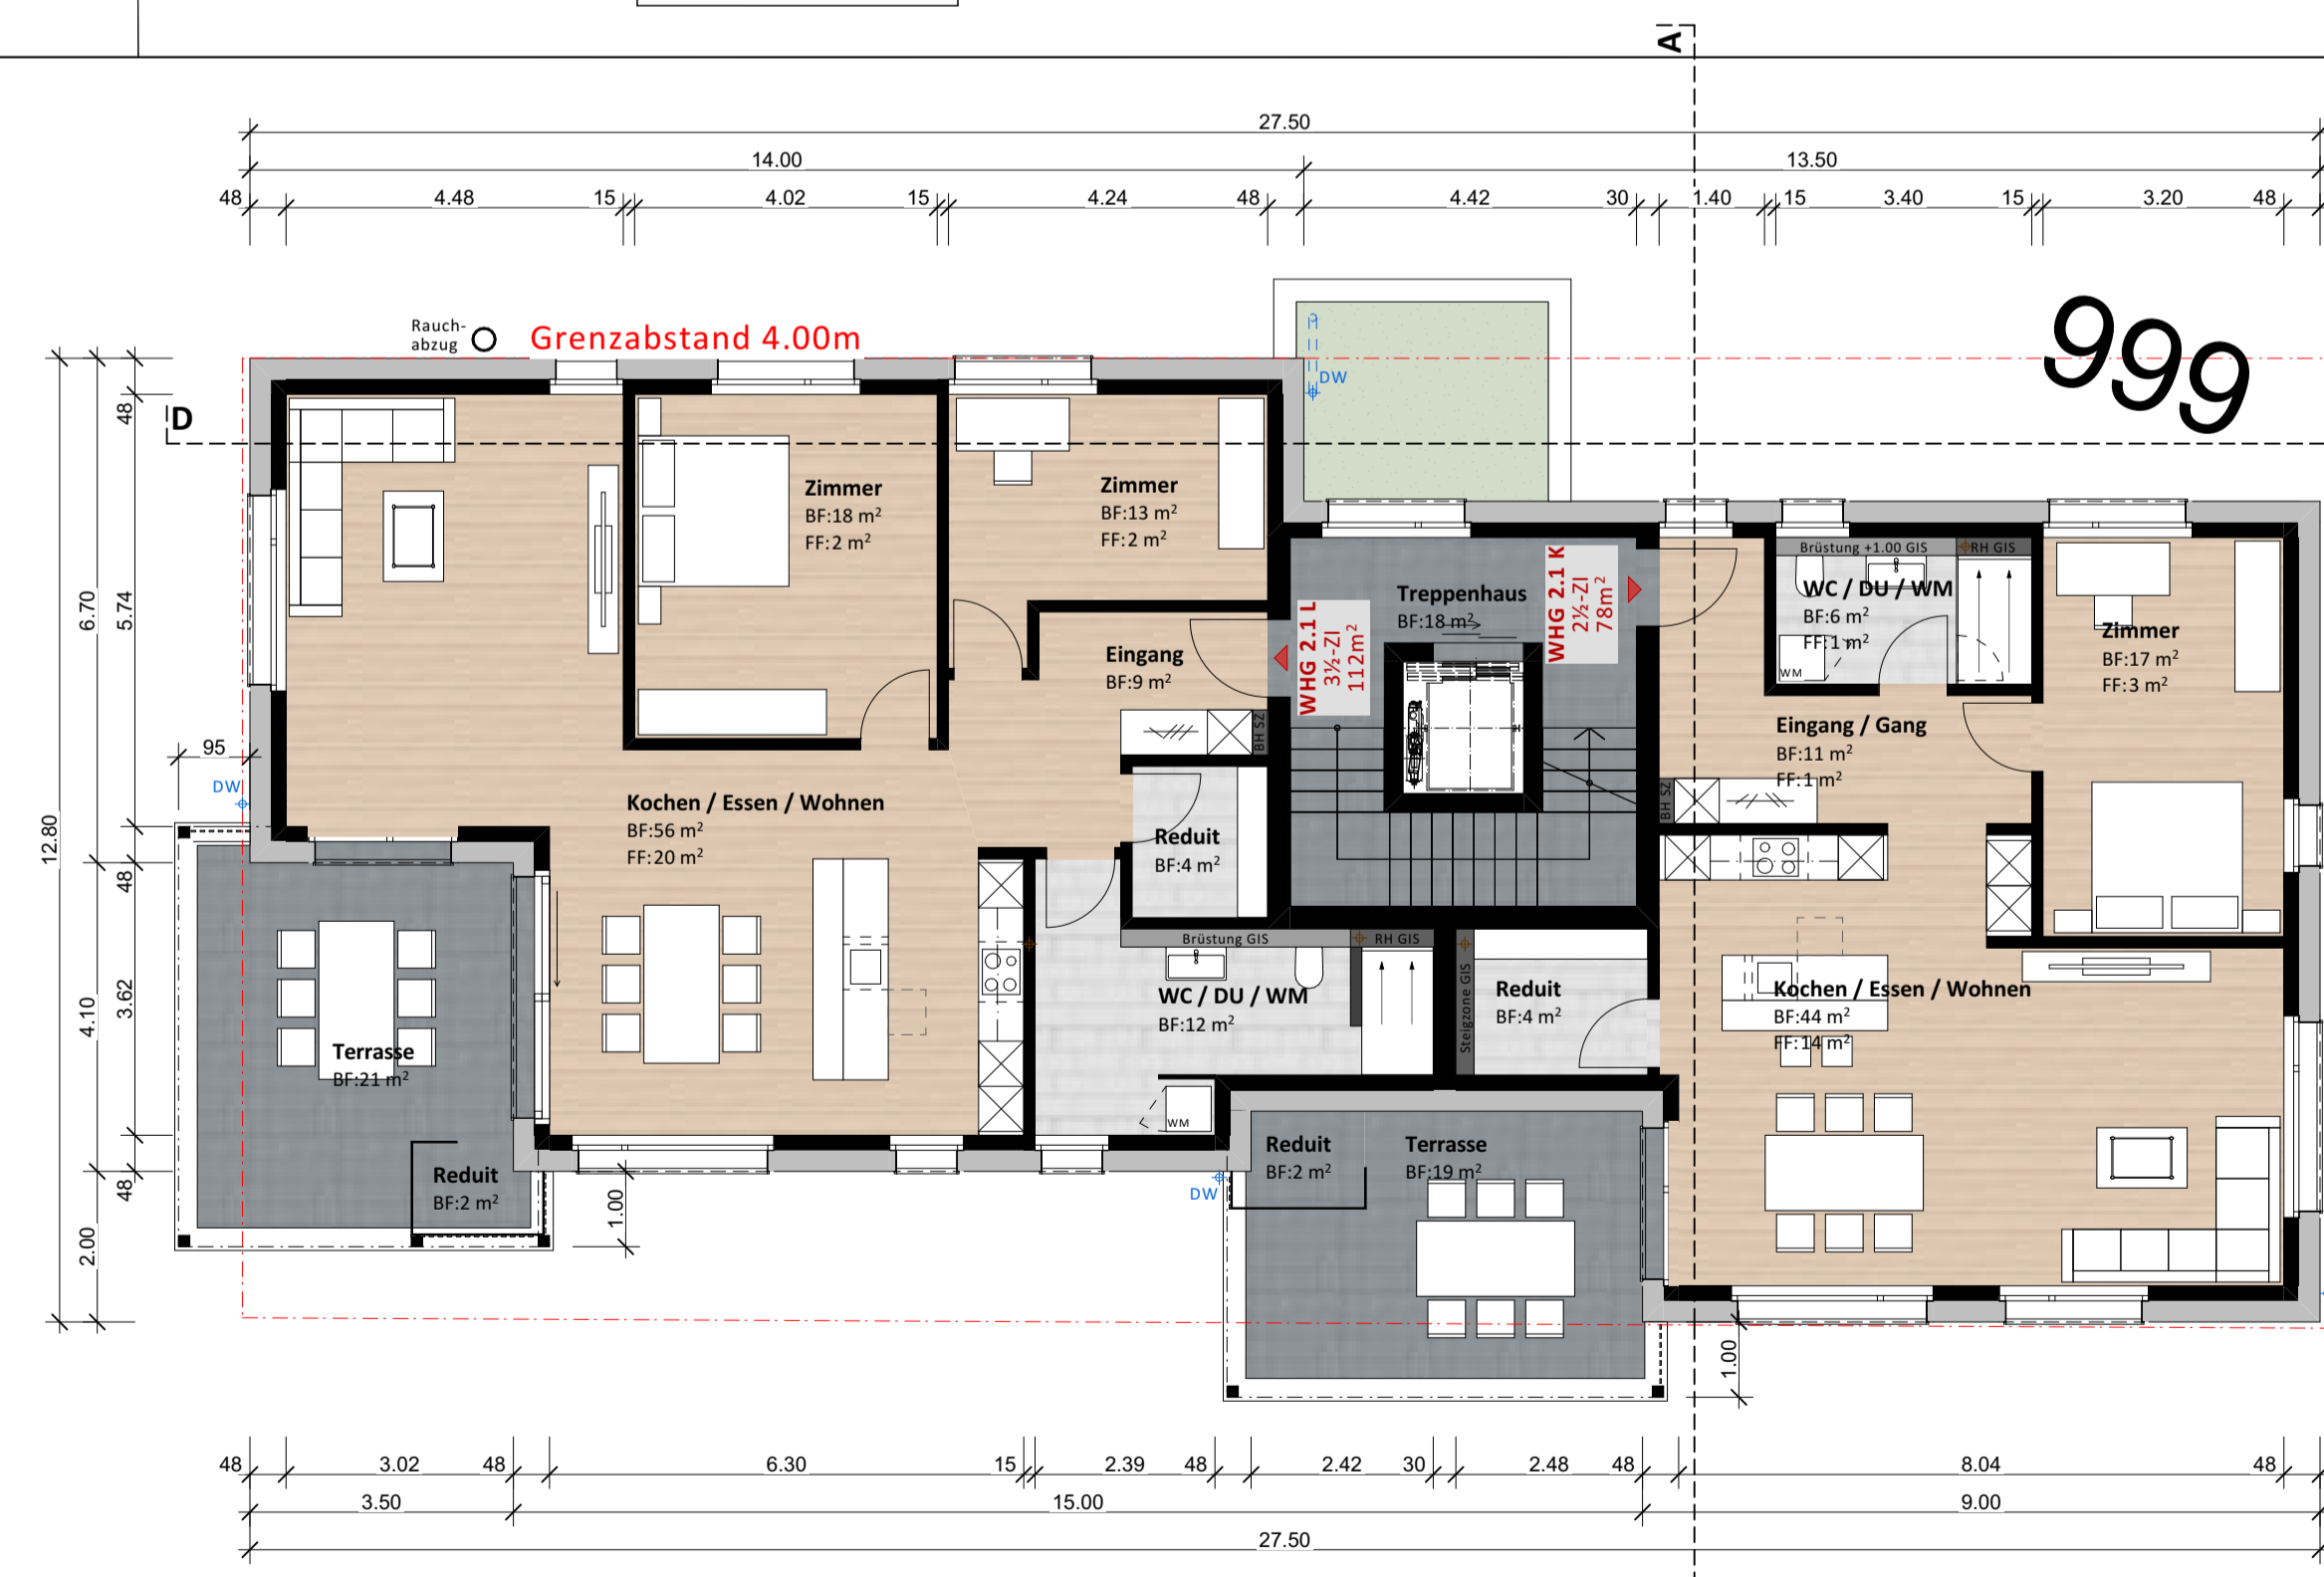 A
27.50
14.00
13.50
48
4.48
15
4.02
15
4.24
48
4.42
30
1.40
15
3.40
15
3.20
48
Rauch-
abzug
Grenzabstand 4.00m
999
DW
D
48
6.70
5.74
12.80
48
4.10
3.62
48
2.00
95
DW
Zimmer
BF:18 m²
FF:2 m²
Zimmer
BF:13 m²
FF:2 m²
Eingang
BF:9 m²
BH SZ
WHG 2.1 L
3½-ZI
112m²
Treppenhaus
BF:18 m²
WHG 2.1 K
2½-ZI
78m²
Brüstung +1.00 GIS
RH GIS
WC / DU / WM
BF:6 m²
FF:1 m²
WM
Zimmer
BF:17 m²
FF:3 m²
Eingang / Gang
BF:11 m²
FF:1 m²
BH SZ
Kochen / Essen / Wohnen
BF:56 m²
FF:20 m²
Reduit
BF:4 m²
Brüstung GIS
RH GIS
WC / DU / WM
BF:12 m²
WM
Steigzone GIS
Reduit
BF:4 m²
Kochen / Essen / Wohnen
BF:44 m²
FF:14 m²
Terrasse
BF:21 m²
Reduit
BF:2 m²
1.00
DW
Reduit
BF:2 m²
Terrasse
BF:19 m²
1.00
48
3.02
48
6.30
15
2.39
48
2.42
30
2.48
48
8.04
48
3.50
15.00
9.00
27.50